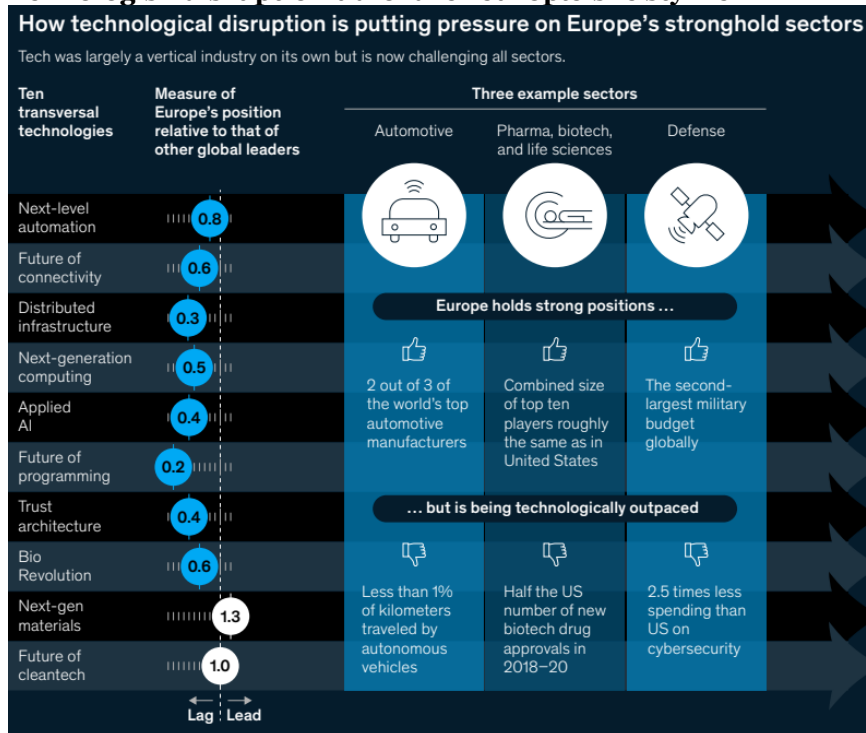 How technological disruption is putting pressure on Europe's stronghold sectors
Tech was largely a vertical industry on its own but is now challenging all sectors.
Ten
transversal
technologies
Measure of
Europe's position
relative to that of
other global leaders
Three example sectors
Automotive
Pharma, biotech,
and life sciences
Defense
Next-level
automation
0.8
Future of
connectivity
0.6
Distributed
infrastructure
0.3
Next-generation
computing
0.5
Applied
AI
0.4
Future of
programming
0.2
Trust
architecture
0.4
Bio
Revolution
0.6
Next-gen
materials
1.3
Future of
cleantech
1.0
Lag
Lead
Europe holds strong positions ...
2 out of 3 of
the world's top
automotive
manufacturers
Combined size
of top ten
players roughly
the same as in
United States
The second-
largest military
budget
globally
... but is being technologically outpaced
Less than 1%
of kilometers
traveled by
autonomous
vehicles
Half the US
number of new
biotech drug
approvals in
2018–20
2.5 times less
spending than
US on
cybersecurity